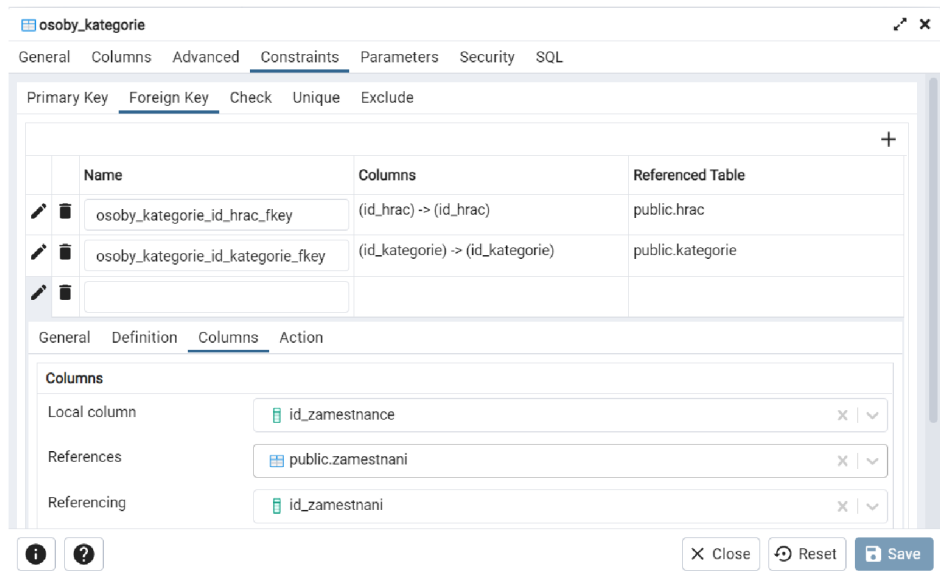 osoby_kategorie
General Columns Advanced Constraints Parameters Security SQL
Primary Key Foreign Key Check Unique Exclude
Name Columns Referenced Table
osoby_kategorie_id_hrac_fkey (id_hrac) -> (id_hrac) public.hrac
osoby_kategorie_id_kategorie_fkey (id_kategorie) -> (id_kategorie) public.kategorie
General Definition Columns Action
Columns
Local column id_zamestnance
References public.zamestnani
Referencing id_zamestnani
Close Reset Save